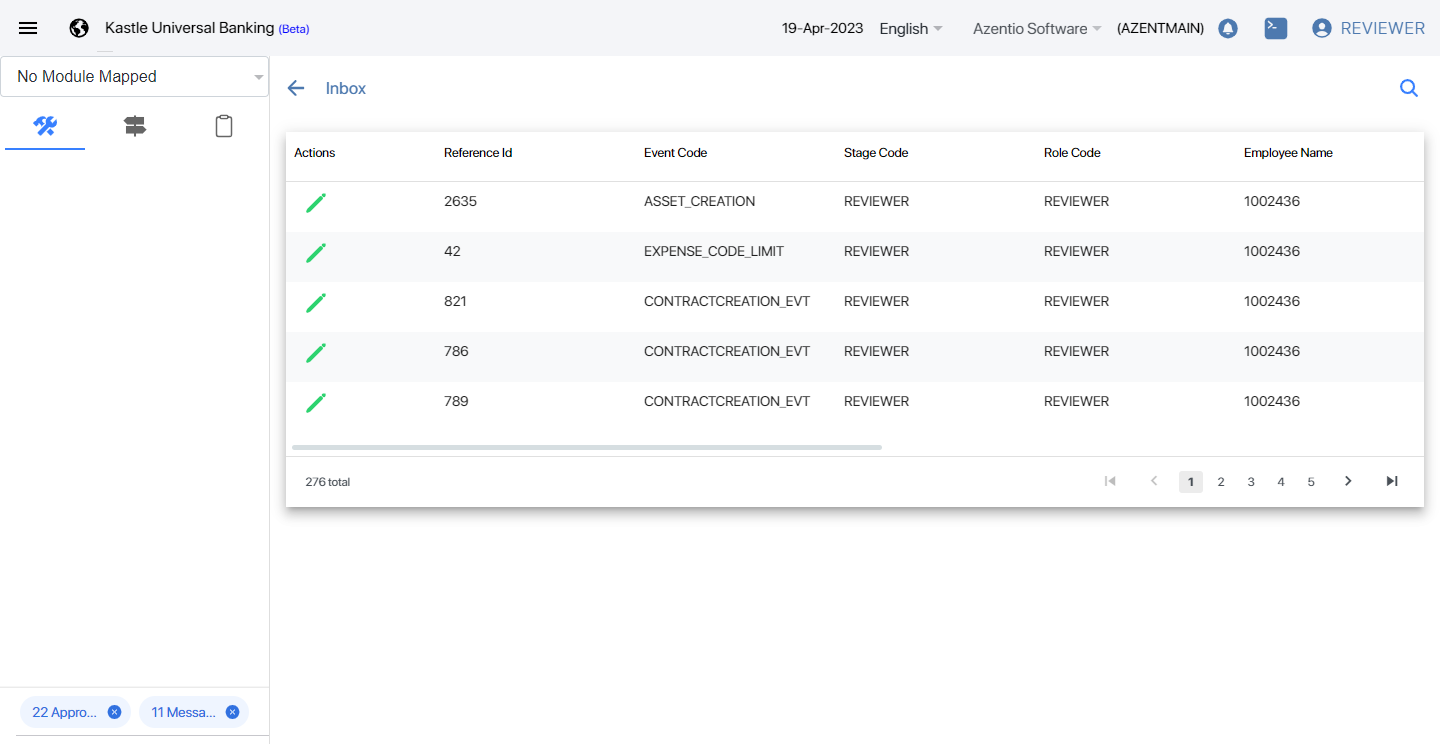 Kastle Universal Banking (Beta) 19-Apr-2023 English Azentio Software (AZENTMAIN) REVIEWER
No Module Mapped
Inbox
Actions Reference Id Event Code Stage Code Role Code Employee Name
2635 ASSET_CREATION REVIEWER REVIEWER 1002436
42 EXPENSE_CODE_LIMIT REVIEWER REVIEWER 1002436
821 CONTRACTCREATION_EVT REVIEWER REVIEWER 1002436
786 CONTRACTCREATION_EVT REVIEWER REVIEWER 1002436
789 CONTRACTCREATION_EVT REVIEWER REVIEWER 1002436
276 total 1 2 3 4 5
22 Appro... 11 Messa...